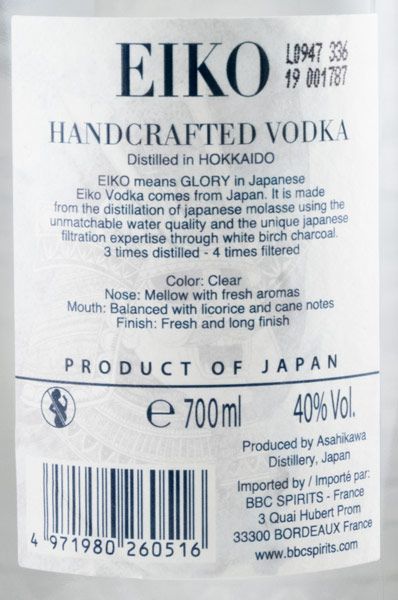 EIKO
L0947 336
19 001787
HANDCRAFTED VODKA
Distilled in HOKKAIDO
EIKO means GLORY in Japanese
Eiko Vodka comes from Japan. It is made
from the distillation of japanese molasse using the
unmatchable water quality and the unique japanese
filtration expertise through white birch charcoal.
3 times distilled - 4 times filtered
Color: Clear
Nose: Mellow with fresh aromas
Mouth: Balanced with licorice and cane notes
Finish: Fresh and long finish
PRODUCT OF JAPAN
℮ 700ml 40% Vol.
Produced by Asahikawa
Distillery, Japan
Imported by / Importé par:
BBC SPIRITS - France
3 Quai Hubert Prom
33300 BORDEAUX France
www.bbcspirits.com
4 971980 260516